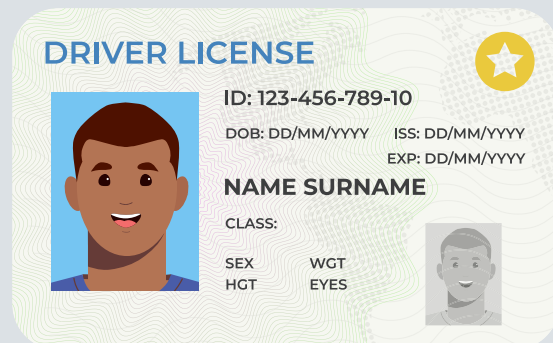 DRIVER LICENSE
ID: 123-456-789-10
DOB: DD/MM/YYYY ISS: DD/MM/YYYY
EXP: DD/MM/YYYY
NAME SURNAME
CLASS:
SEX WGT
HGT EYES